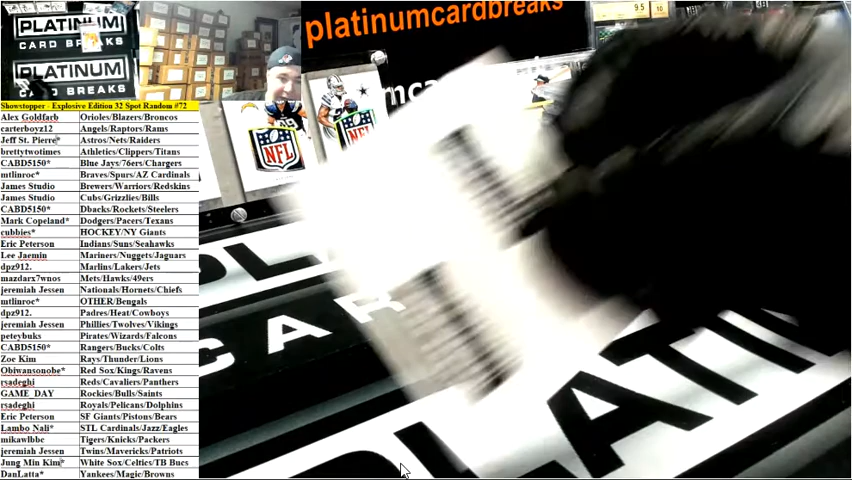 PLATINUM
CARD BREAKS
PLATINUM
CARD BREAKS
platinumcardbreaks
9.5
10
NFL
NFL
Showstopper - Explosive Edition 32 Spot Random #72
Alex Goldfarb Orioles/Blazers/Broncos
carterboyz12 Angels/Raptors/Rams
Jeff St. Pierre* Astros/Nets/Raiders
brettytwotimes Athletics/Clippers/Titans
CABD5150* Blue Jays/76ers/Chargers
mtlinroc* Braves/Spurs/AZ Cardinals
James Studio Brewers/Warriors/Redskins
James Studio Cubs/Grizzlies/Bills
CABD5150* Dbacks/Rockets/Steelers
Mark Copeland* Dodgers/Pacers/Texans
cubbies* HOCKEY/NY Giants
Eric Peterson Indians/Suns/Seahawks
Lee Jaemin Mariners/Nuggets/Jaguars
dpz912. Marlins/Lakers/Jets
mazdarx7wnos Mets/Hawks/49ers
jeremiah Jessen Nationals/Hornets/Chiefs
mtlinroc* OTHER/Bengals
dpz912. Padres/Heat/Cowboys
jeremiah Jessen Phillies/Twolves/Vikings
peteybuks Pirates/Wizards/Falcons
CABD5150* Rangers/Bucks/Colts
Zoe Kim Rays/Thunder/Lions
Obiwansonobe* Red Sox/Kings/Ravens
rsadeghi Reds/Cavaliers/Panthers
GAME_DAY Rockies/Bulls/Saints
rsadeghi Royals/Pelicans/Dolphins
Eric Peterson SF Giants/Pistons/Bears
Lambo Nali* STL Cardinals/Jazz/Eagles
mikawlbbc Tigers/Knicks/Packers
jeremiah Jessen Twins/Mavericks/Patriots
Jung Min Kim* White Sox/Celtics/TB Bucs
DanLatta* Yankees/Magic/Browns
PL
CAR
PLATIN